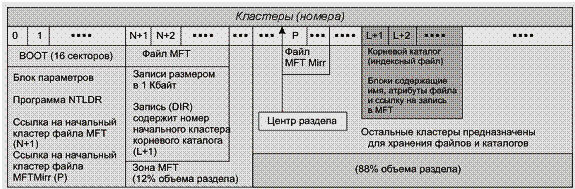 Кластеры (номера)
0 1 •••• N+1 N+2 •••• ••• ••• P ••• •••• L+1 L+2 •••• ••••
BOOT (16 секторов)
Блок параметров
Программа NTLDR
Ссылка на начальный
кластер файла MFT
(N+1)
Ссылка на начальный
кластер файла
MFTMirr (P)
Файл MFT
Записи размером
в 1 Кбайт
Запись (DIR)
содержит номер
начального кластера
корневого каталога
(L+1)
Зона MFT
(12% объема раздела)
Файл
MFT Mirr
Центр раздела
Корневой каталог
(индексный файл)
Блоки содержащие
имя, атрибуты файла
и ссылку на запись
в MFT
Остальные кластеры предназначены
для хранения файлов и каталогов
(88% объема раздела)